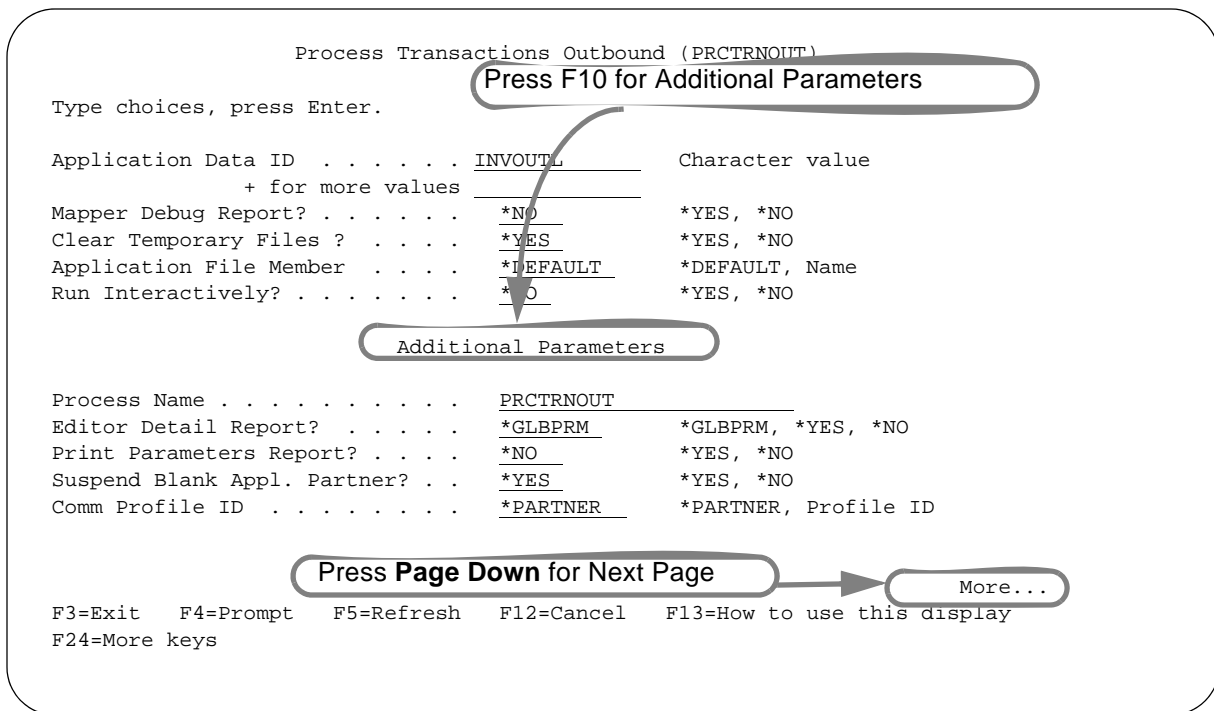 Process Transactions Outbound (PRCTRNOUT)
Press F10 for Additional Parameters
Type choices, press Enter.
Application Data ID . . . . . . INVOUTL Character value
+ for more values
Mapper Debug Report? . . . . . . *NO *YES, *NO
Clear Temporary Files ? . . . . *YES *YES, *NO
Application File Member . . . . *DEFAULT *DEFAULT, Name
Run Interactively? . . . . . . . *NO *YES, *NO
Additional Parameters
Process Name . . . . . . . . . . PRCTRNOUT
Editor Detail Report? . . . . . *GLBPRM *GLBPRM, *YES, *NO
Print Parameters Report? . . . . *NO *YES, *NO
Suspend Blank Appl. Partner? . . *YES *YES, *NO
Comm Profile ID . . . . . . . . *PARTNER *PARTNER, Profile ID
Press Page Down for Next Page
More...
F3=Exit F4=Prompt F5=Refresh F12=Cancel F13=How to use this display
F24=More keys